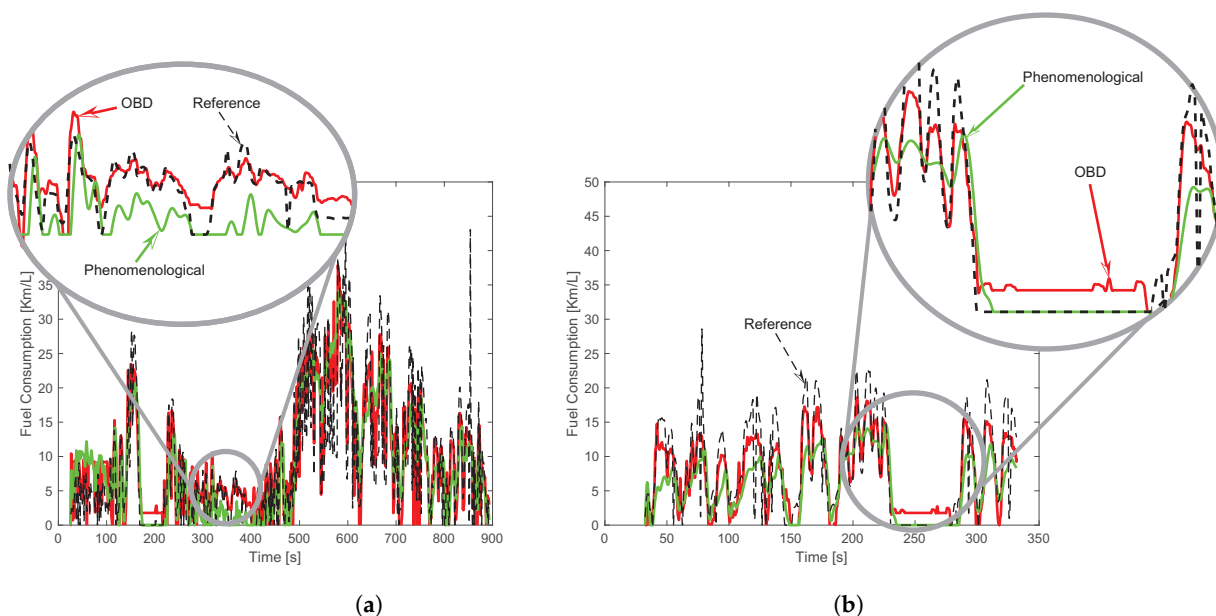 OBD
Reference
Phenomenological
Fuel Consumption [Km/L]
35
30
25
20
15
10
5
0
0 100 200 300 400 500 600 700 800 900
Time [s]
(a)
Phenomenological
OBD
Reference
Fuel Consumption [Km/L]
50
45
40
35
30
25
20
15
10
5
0
0 50 100 150 200 250 300 350
Time [s]
(b)